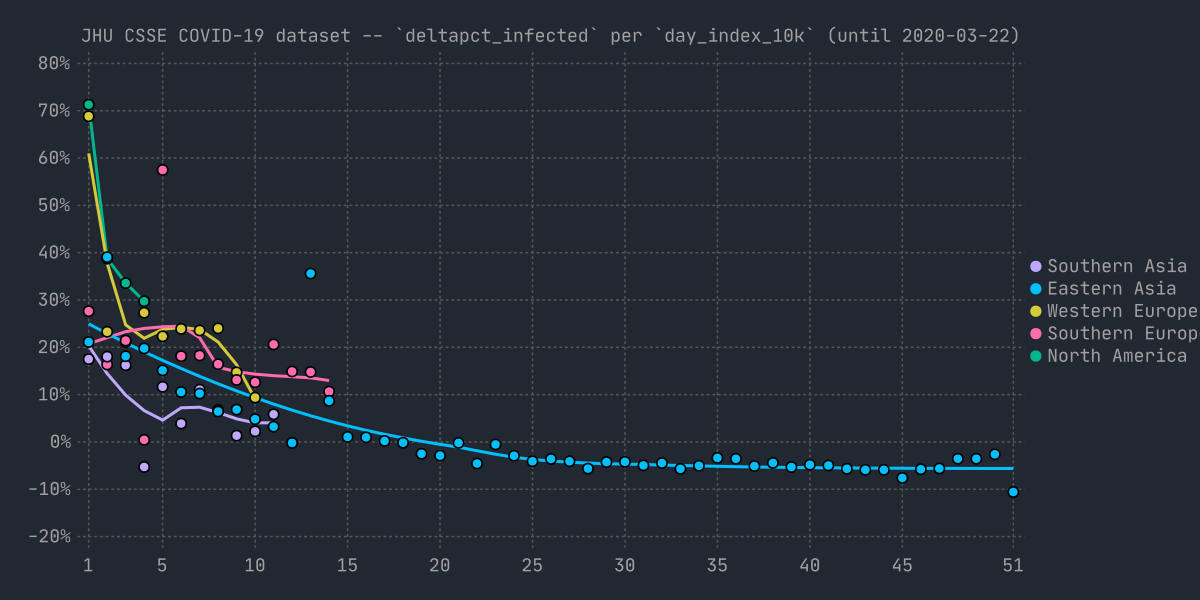 JHU CSSE COVID-19 dataset -- `deltapct_infected` per `day_index_10k` (until 2020-03-22)
80%
70%
60%
50%
40%
30%
20%
10%
0%
-10%
-20%
1 5 10 15 20 25 30 35 40 45 51
Southern Asia
Eastern Asia
Western Europe
Southern Europ
North America